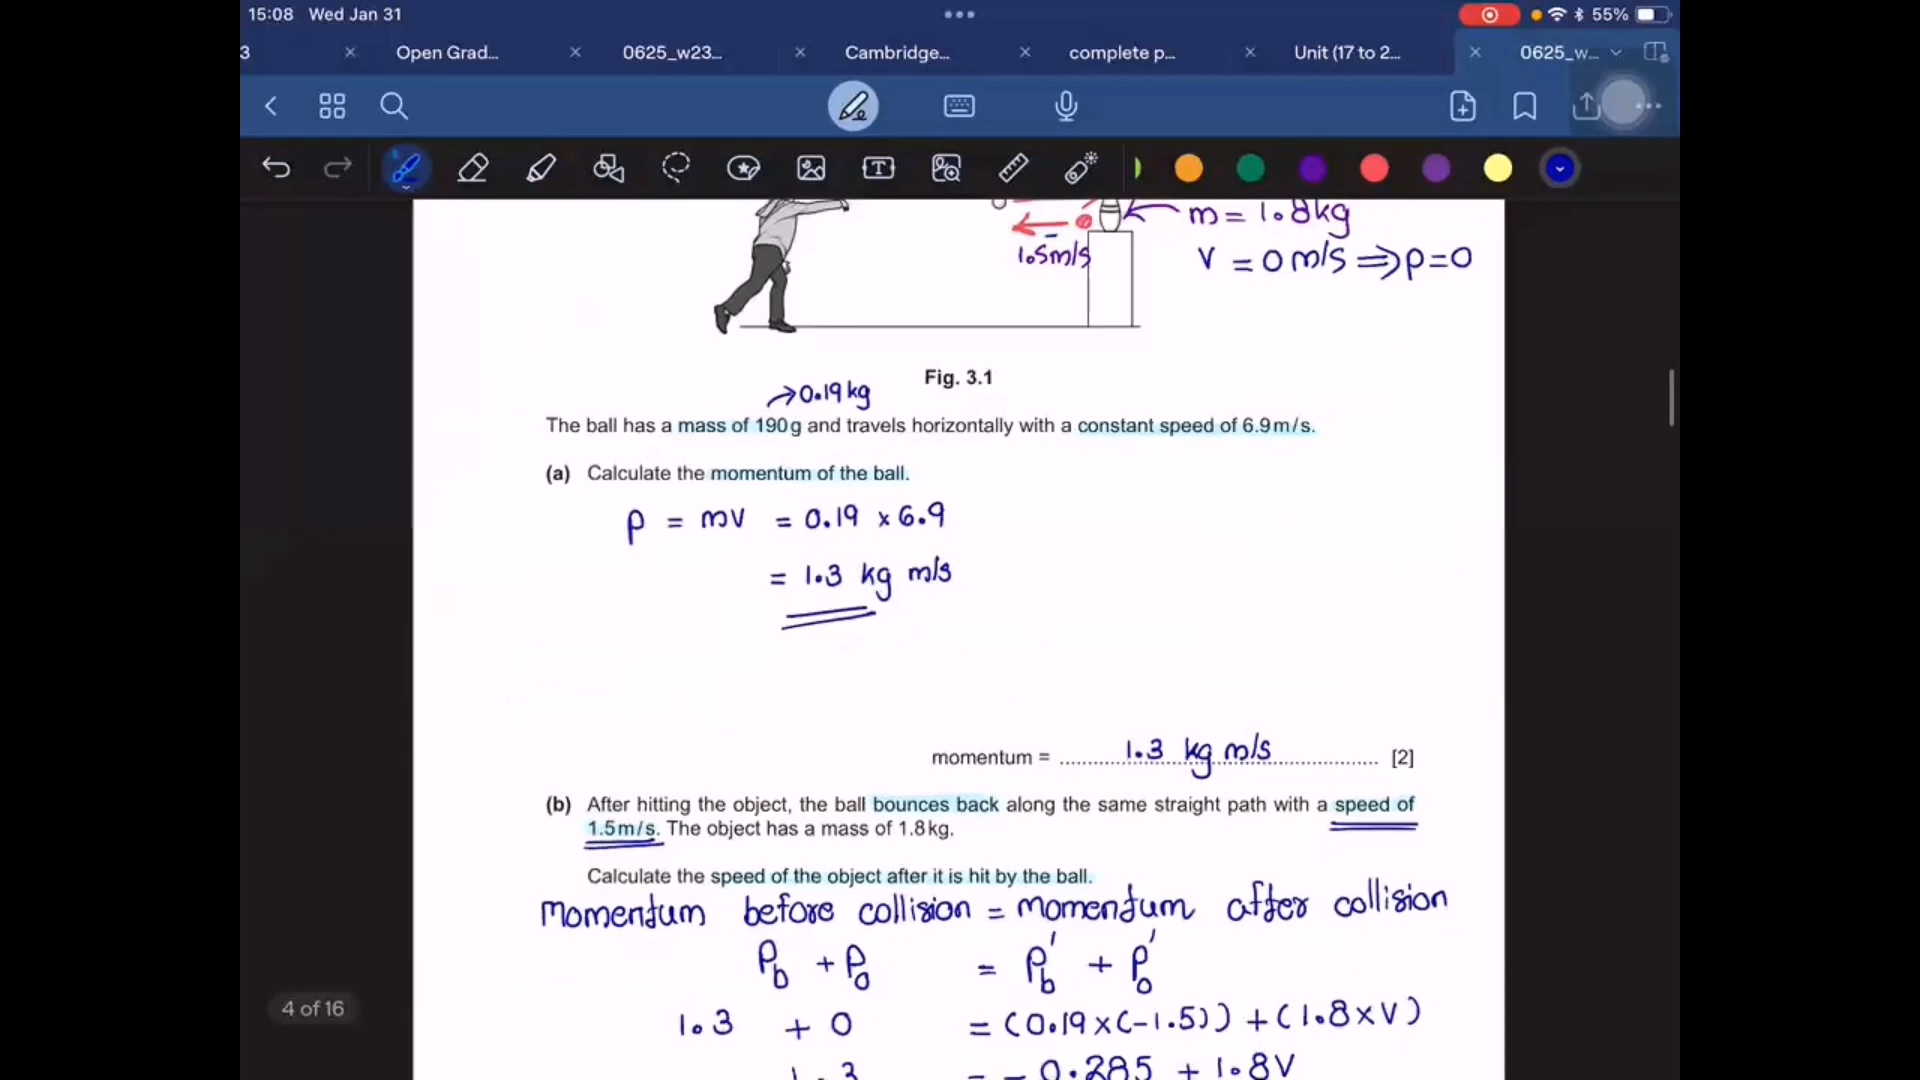 15:08 Wed Jan 31
55%
3
Open Grad...
0625_w23...
Cambridge...
complete p...
Unit (17 to 2...
0625_w...
m = 1.8kg
1.5m/s
V = 0 m/s ⟹ p=0
Fig. 3.1
→0.19kg
The ball has a mass of 190g and travels horizontally with a constant speed of 6.9m/s.
(a) Calculate the momentum of the ball.
P = mv = 0.19 × 6.9
= 1.3 kg m/s
momentum = .......... 1.3 kg m/s .......... [2]
(b) After hitting the object, the ball bounces back along the same straight path with a speed of
1.5m/s. The object has a mass of 1.8kg.
Calculate the speed of the object after it is hit by the ball.
Momentum before collision = momentum after collision
Pb + Po = Pb' + Po'
1.3 + 0 = (0.19×(-1.5)) + (1.8×V)
1.3 = - 0.285 + 1.8V
4 of 16